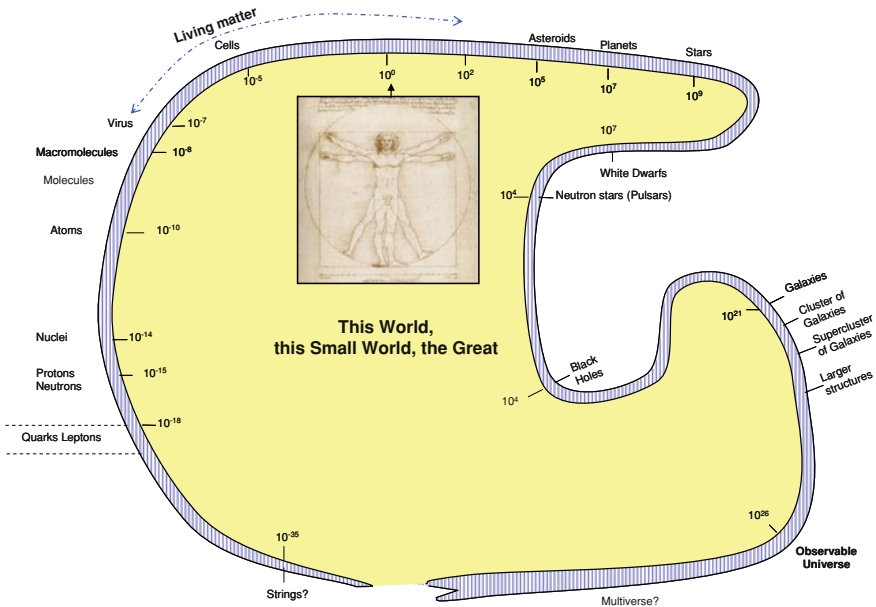 Living matter
Cells
Asteroids
Planets
Stars
10⁻⁵
10⁰
10²
10⁵
10⁷
10⁹
Virus
10⁻⁷
10⁷
Macromolecules
10⁻⁸
White Dwarfs
Molecules
10⁴
Neutron stars (Pulsars)
Atoms
10⁻¹⁰
Galaxies
10²¹
Cluster of
Galaxies
Supercluster
of Galaxies
This World,
this Small World, the Great
Nuclei
10⁻¹⁴
Black
Holes
Larger
structures
Protons
Neutrons
10⁻¹⁵
10⁴
10⁻¹⁸
Quarks Leptons
10²⁶
10⁻³⁵
Observable
Universe
Strings?
Multiverse?